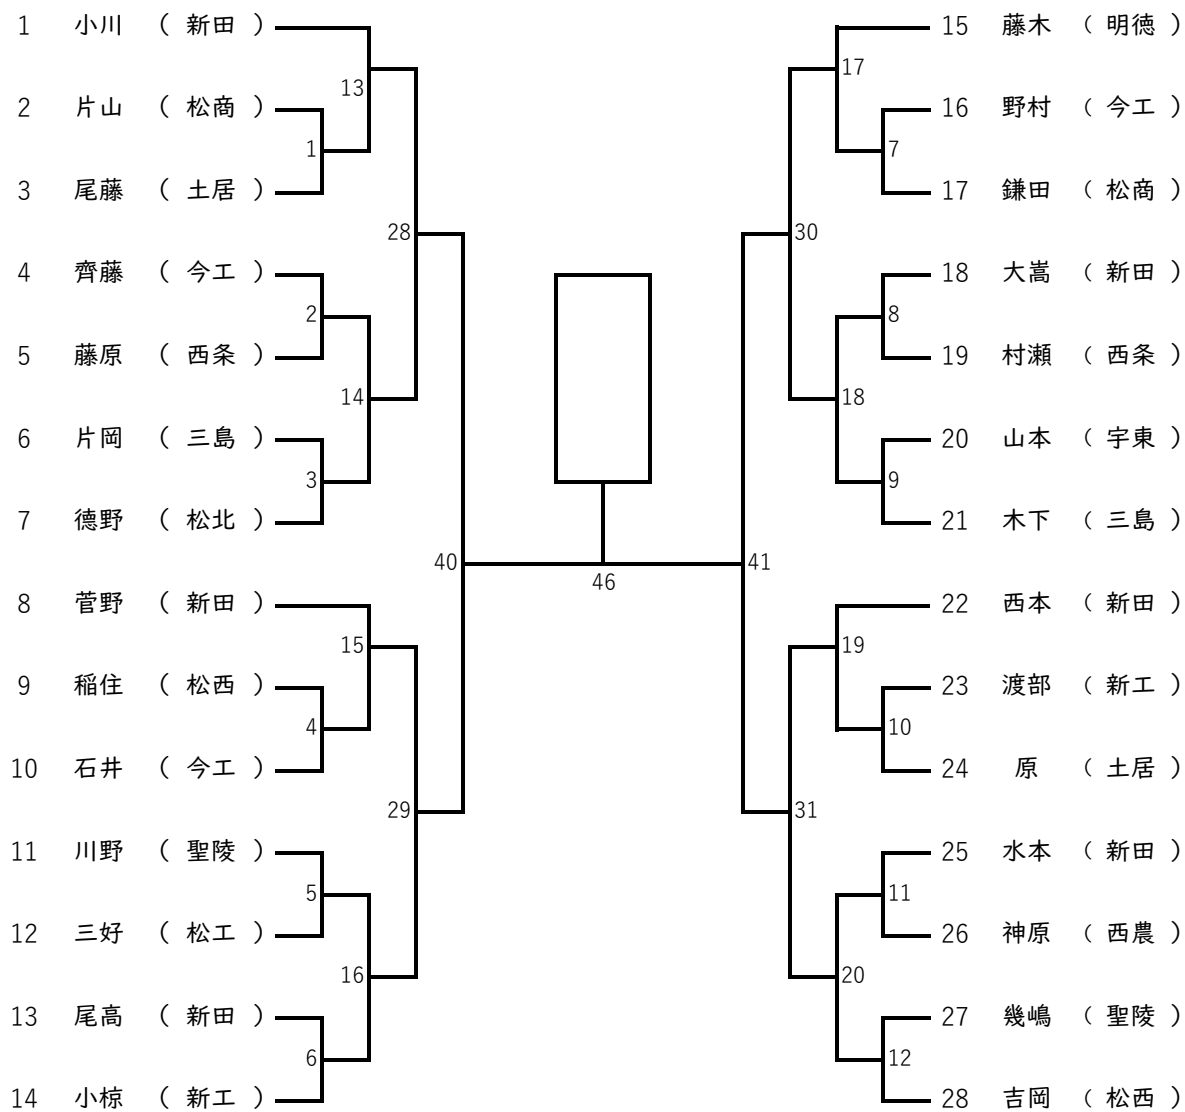 1 小川 ( 新田 )
2 片山 ( 松商 )
3 尾藤 ( 土居 )
4 齊藤 ( 今工 )
5 藤原 ( 西条 )
6 片岡 ( 三島 )
7 德野 ( 松北 )
8 菅野 ( 新田 )
9 稲住 ( 松西 )
10 石井 ( 今工 )
11 川野 ( 聖陵 )
12 三好 ( 松工 )
13 尾高 ( 新田 )
14 小椋 ( 新工 )
13
1
28
2
14
3
40
15
4
29
5
16
6
46
17
7
30
8
18
9
41
19
10
31
11
20
12
15 藤木 ( 明徳 )
16 野村 ( 今工 )
17 鎌田 ( 松商 )
18 大嵩 ( 新田 )
19 村瀬 ( 西条 )
20 山本 ( 宇東 )
21 木下 ( 三島 )
22 西本 ( 新田 )
23 渡部 ( 新工 )
24 原 ( 土居 )
25 水本 ( 新田 )
26 神原 ( 西農 )
27 幾嶋 ( 聖陵 )
28 吉岡 ( 松西 )